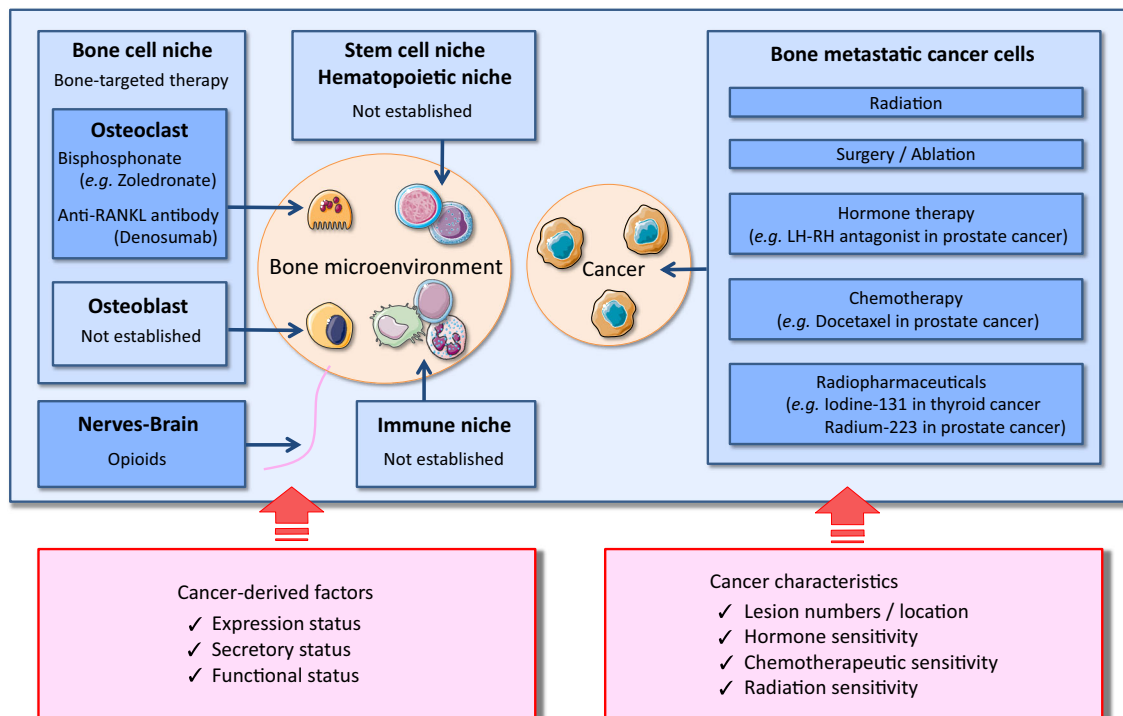 Bone cell niche
Bone-targeted therapy
Osteoclast
Bisphosphonate
(e.g. Zoledronate)
Anti-RANKL antibody
(Denosumab)
Osteoblast
Not established
Nerves-Brain
Opioids
Stem cell niche
Hematopoietic niche
Not established
Bone microenvironment
Immune niche
Not established
Cancer
Bone metastatic cancer cells
Radiation
Surgery / Ablation
Hormone therapy
(e.g. LH-RH antagonist in prostate cancer)
Chemotherapy
(e.g. Docetaxel in prostate cancer)
Radiopharmaceuticals
(e.g. Iodine-131 in thyroid cancer
Radium-223 in prostate cancer)
Cancer-derived factors
✓ Expression status
✓ Secretory status
✓ Functional status
Cancer characteristics
✓ Lesion numbers / location
✓ Hormone sensitivity
✓ Chemotherapeutic sensitivity
✓ Radiation sensitivity